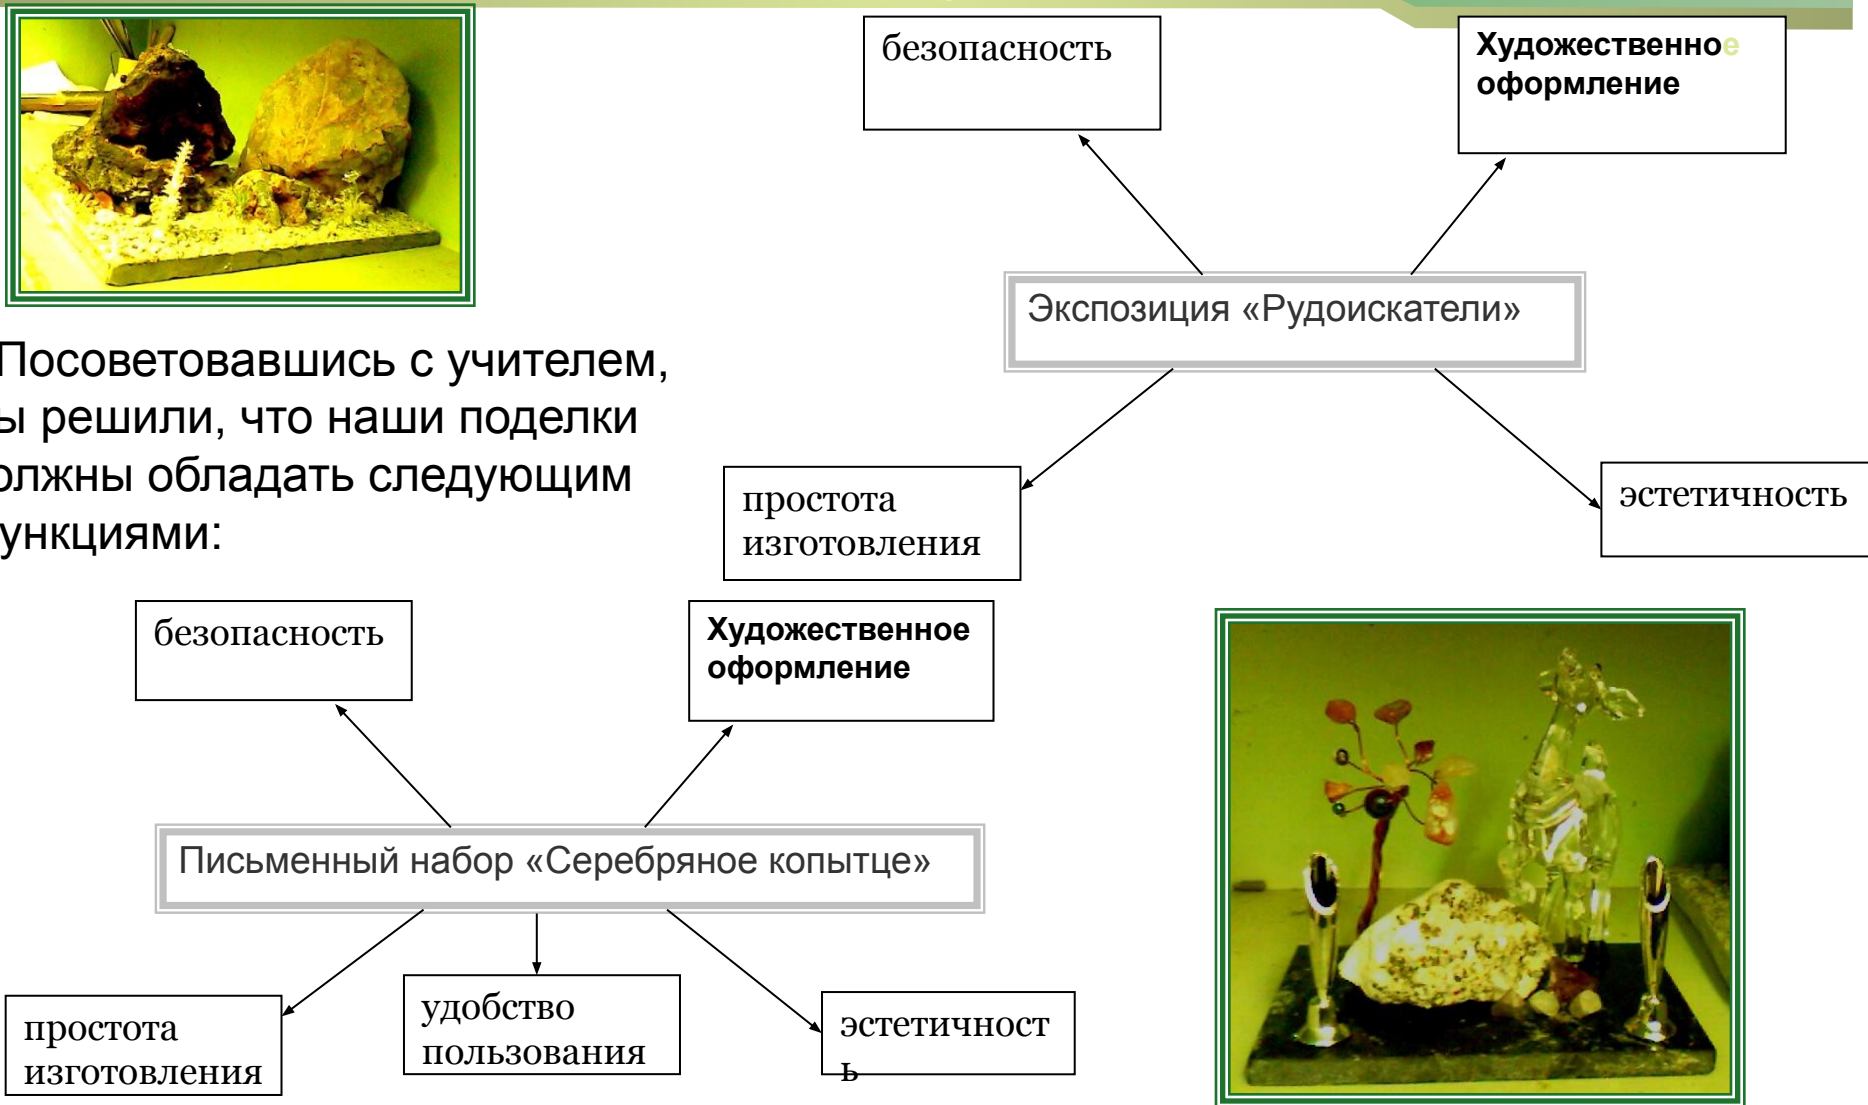 безопасность
Художественное
оформление
Экспозиция «Рудоискатели»
Посоветовавшись с учителем,
ы решили, что наши поделки
олжны обладать следующим
ункциями:
простота
изготовления
эстетичность
безопасность
Художественное
оформление
Письменный набор «Серебряное копытце»
простота
изготовления
удобство
пользования
эстетичност
ь